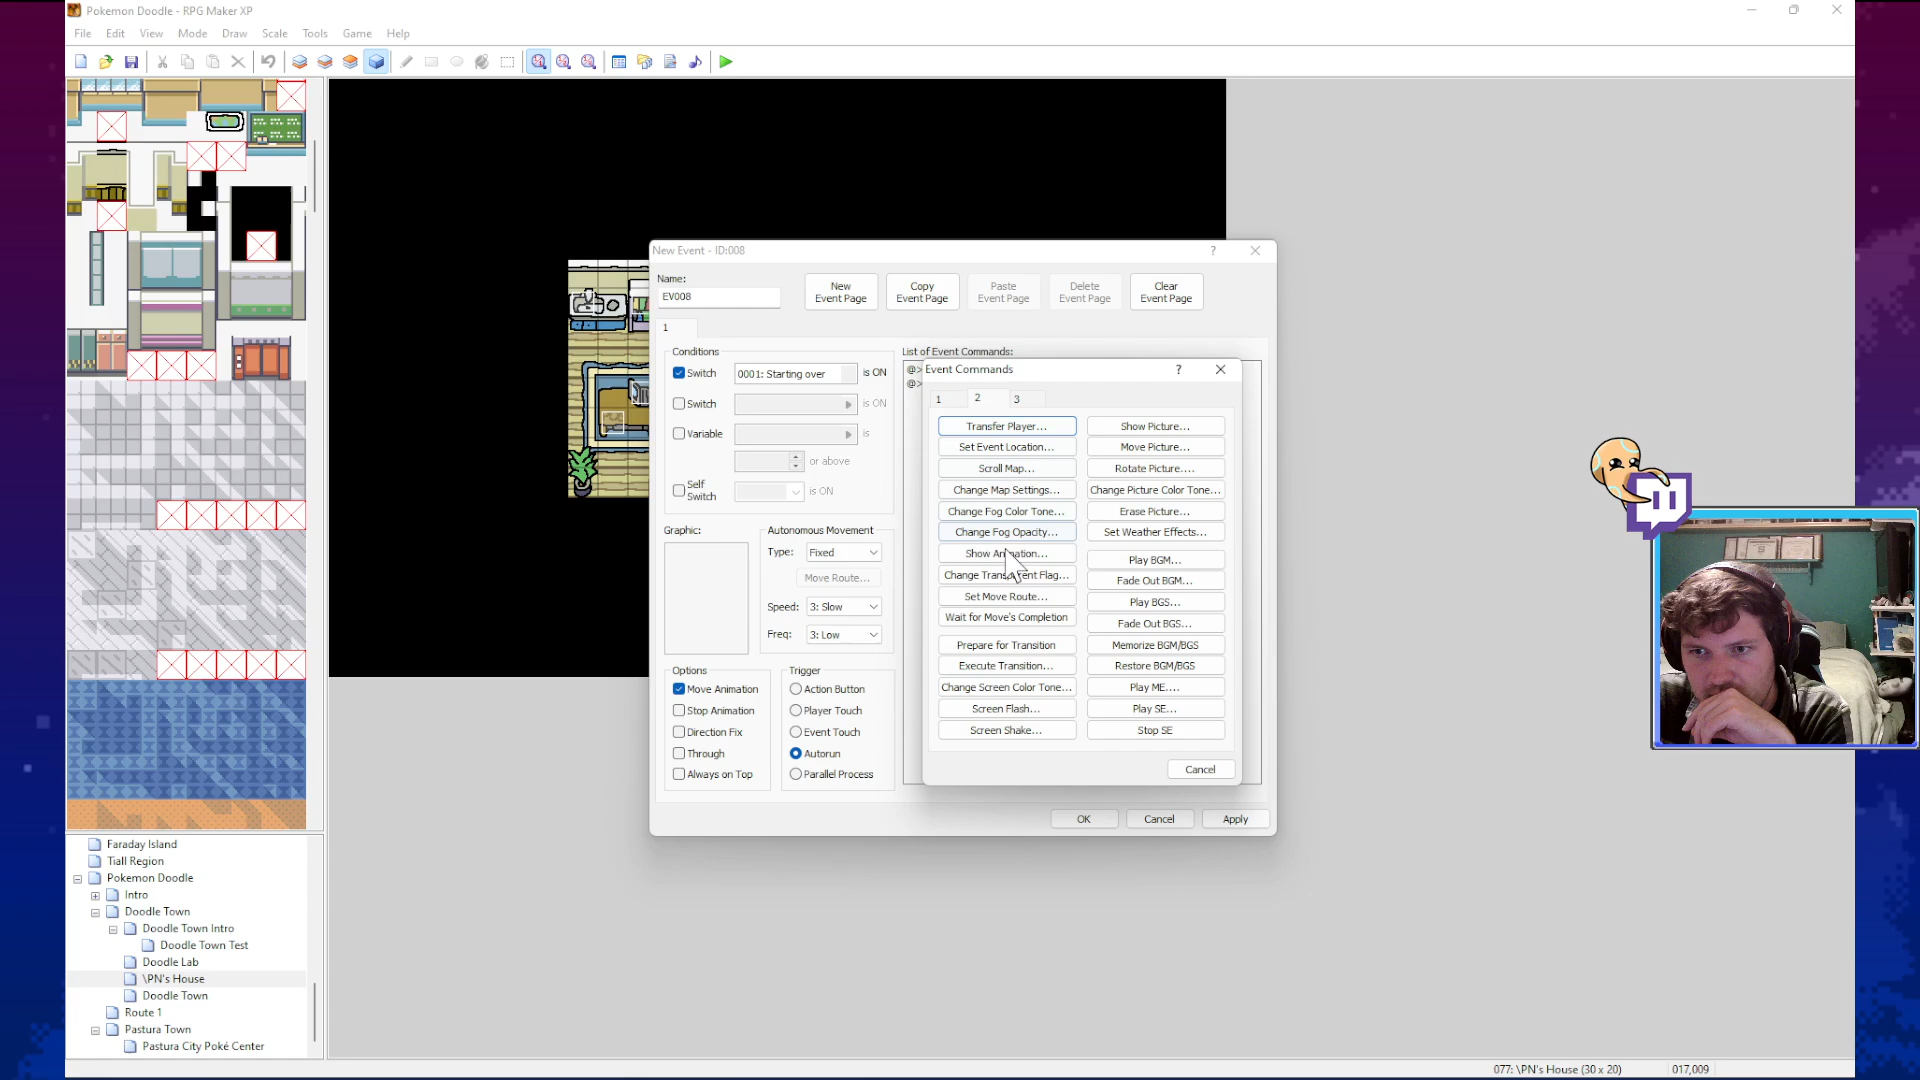 Pokemon Doodle - RPG Maker XP
File Edit View Mode Draw Scale Tools Game Help
New Event - ID:008
Name:
EV008
New Event Page
Copy Event Page
Paste Event Page
Delete Event Page
Clear Event Page
1
Conditions
Switch 0001: Starting over is ON
Switch is ON
Variable is
or above
Self Switch is ON
Graphic:
Autonomous Movement
Type: Fixed
Move Route...
Speed: 3: Slow
Freq: 3: Low
Options
Move Animation
Stop Animation
Direction Fix
Through
Always on Top
Trigger
Action Button
Player Touch
Event Touch
Autorun
Parallel Process
List of Event Commands:
@>
@>
Event Commands
1 2 3
Transfer Player... Show Picture...
Set Event Location... Move Picture...
Scroll Map... Rotate Picture....
Change Map Settings... Change Picture Color Tone...
Change Fog Color Tone... Erase Picture...
Change Fog Opacity... Set Weather Effects...
Show Animation... Play BGM...
Change Transparent Flag... Fade Out BGM...
Set Move Route... Play BGS...
Wait for Move's Completion Fade Out BGS...
Prepare for Transition Memorize BGM/BGS
Execute Transition... Restore BGM/BGS
Change Screen Color Tone... Play ME....
Screen Flash... Play SE...
Screen Shake... Stop SE
Cancel
OK Cancel Apply
Faraday Island
Tiall Region
Pokemon Doodle
Intro
Doodle Town
Doodle Town Intro
Doodle Town Test
Doodle Lab
\PN's House
Doodle Town
Route 1
Pastura Town
Pastura City Poké Center
077: \PN's House (30 x 20) 017,009